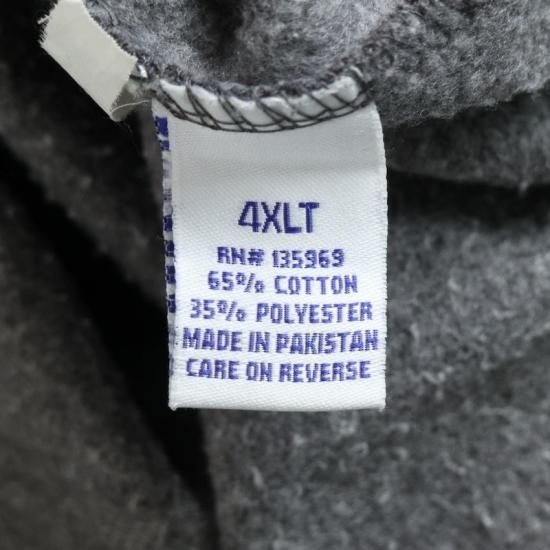 4XLT
RN# 135969
65% COTTON
35% POLYESTER
MADE IN PAKISTAN
CARE ON REVERSE